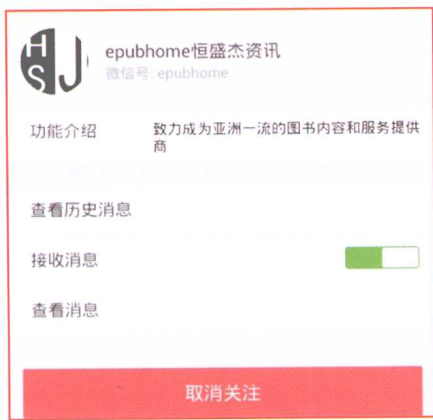 HSJ
epubhome恒盛杰资讯
微信号: epubhome
功能介绍 致力成为亚洲一流的图书内容和服务提供
商
查看历史消息
接收消息
查看消息
取消关注